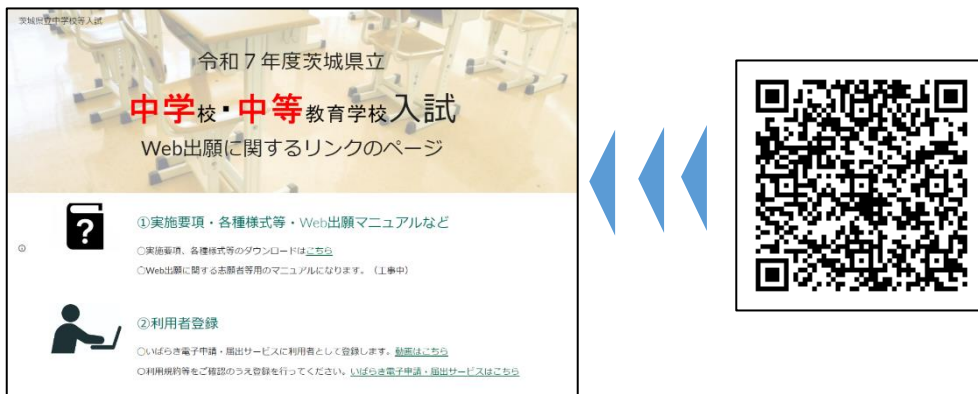 茨城県立中学校等入試
令和７年度茨城県立
中学校・中等教育学校入試
Web出願に関するリンクのページ
①実施要項・各種様式等・Web出願マニュアルなど
○実施要項、各種様式等のダウンロードはこちら
○Web出願に関する志願者等用のマニュアルになります。（工事中）
②利用者登録
○いばらき電子申請・届出サービスに利用者として登録します。動画はこちら
○利用規約等をご確認のうえ登録を行ってください。いばらき電子申請・届出サービスはこちら